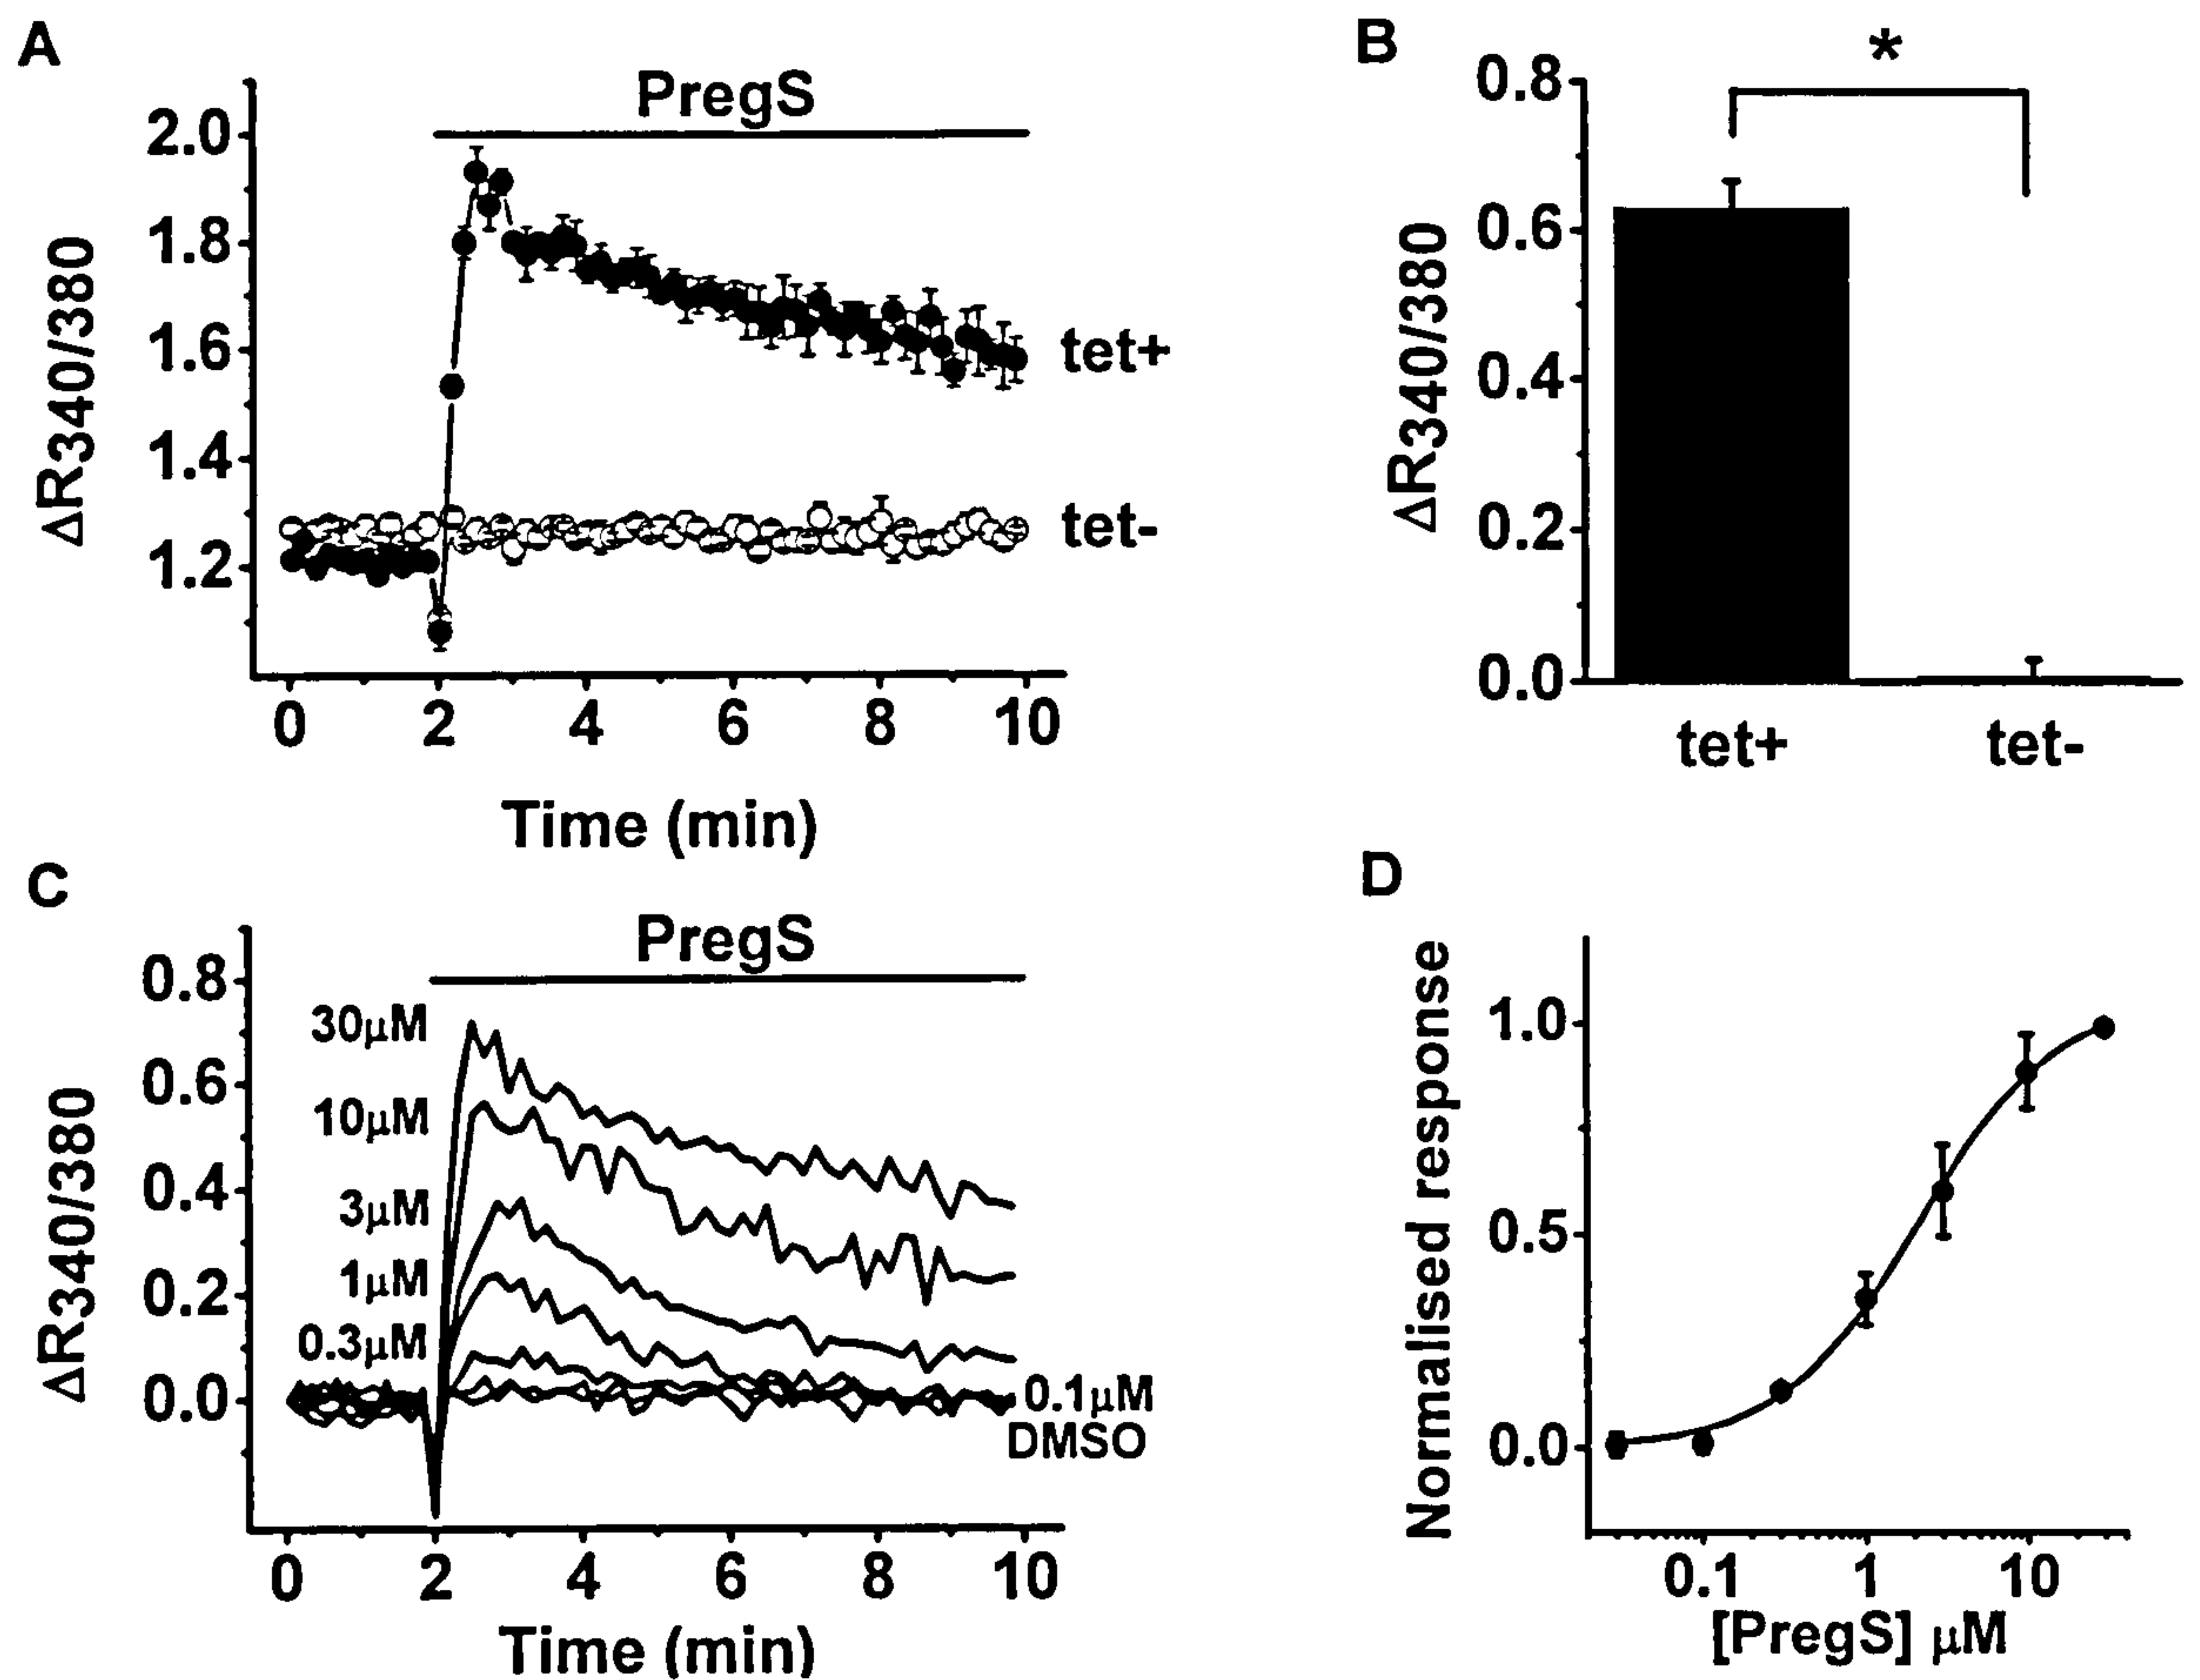 A
PregS
2.0
1.8
1.6
1.4
1.2
ΔR340/380
tet+
tet-
0 2 4 6 8 10
Time (min)
B
*
0.8
0.6
0.4
0.2
0.0
ΔR340/380
tet+ tet-
C
PregS
0.8
0.6
0.4
0.2
0.0
ΔR340/380
30μM
10μM
3μM
1μM
0.3μM
0.1μM
DMSO
0 2 4 6 8 10
Time (min)
D
1.0
0.5
0.0
Normalised response
0.1 1 10
[PregS] μM